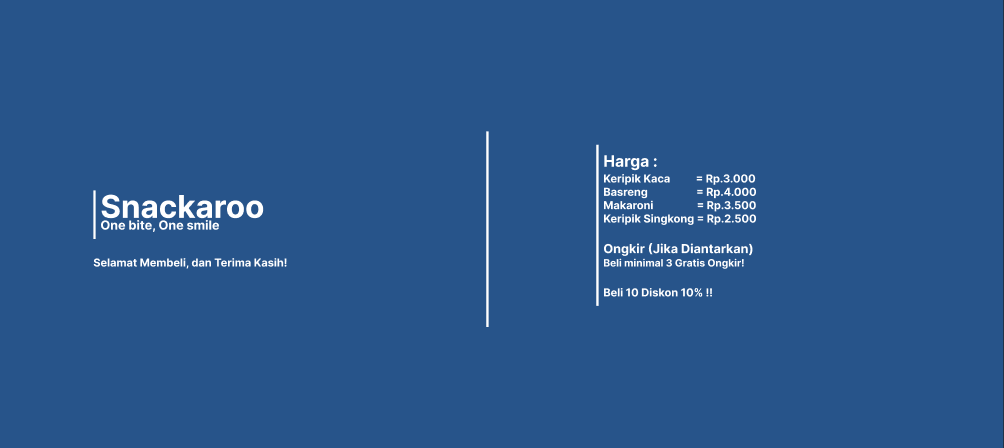 Snackaroo
One bite, One smile
Selamat Membeli, dan Terima Kasih!
Harga :
Keripik Kaca = Rp.3.000
Basreng = Rp.4.000
Makaroni = Rp.3.500
Keripik Singkong = Rp.2.500
Ongkir (Jika Diantarkan)
Beli minimal 3 Gratis Ongkir!
Beli 10 Diskon 10% !!